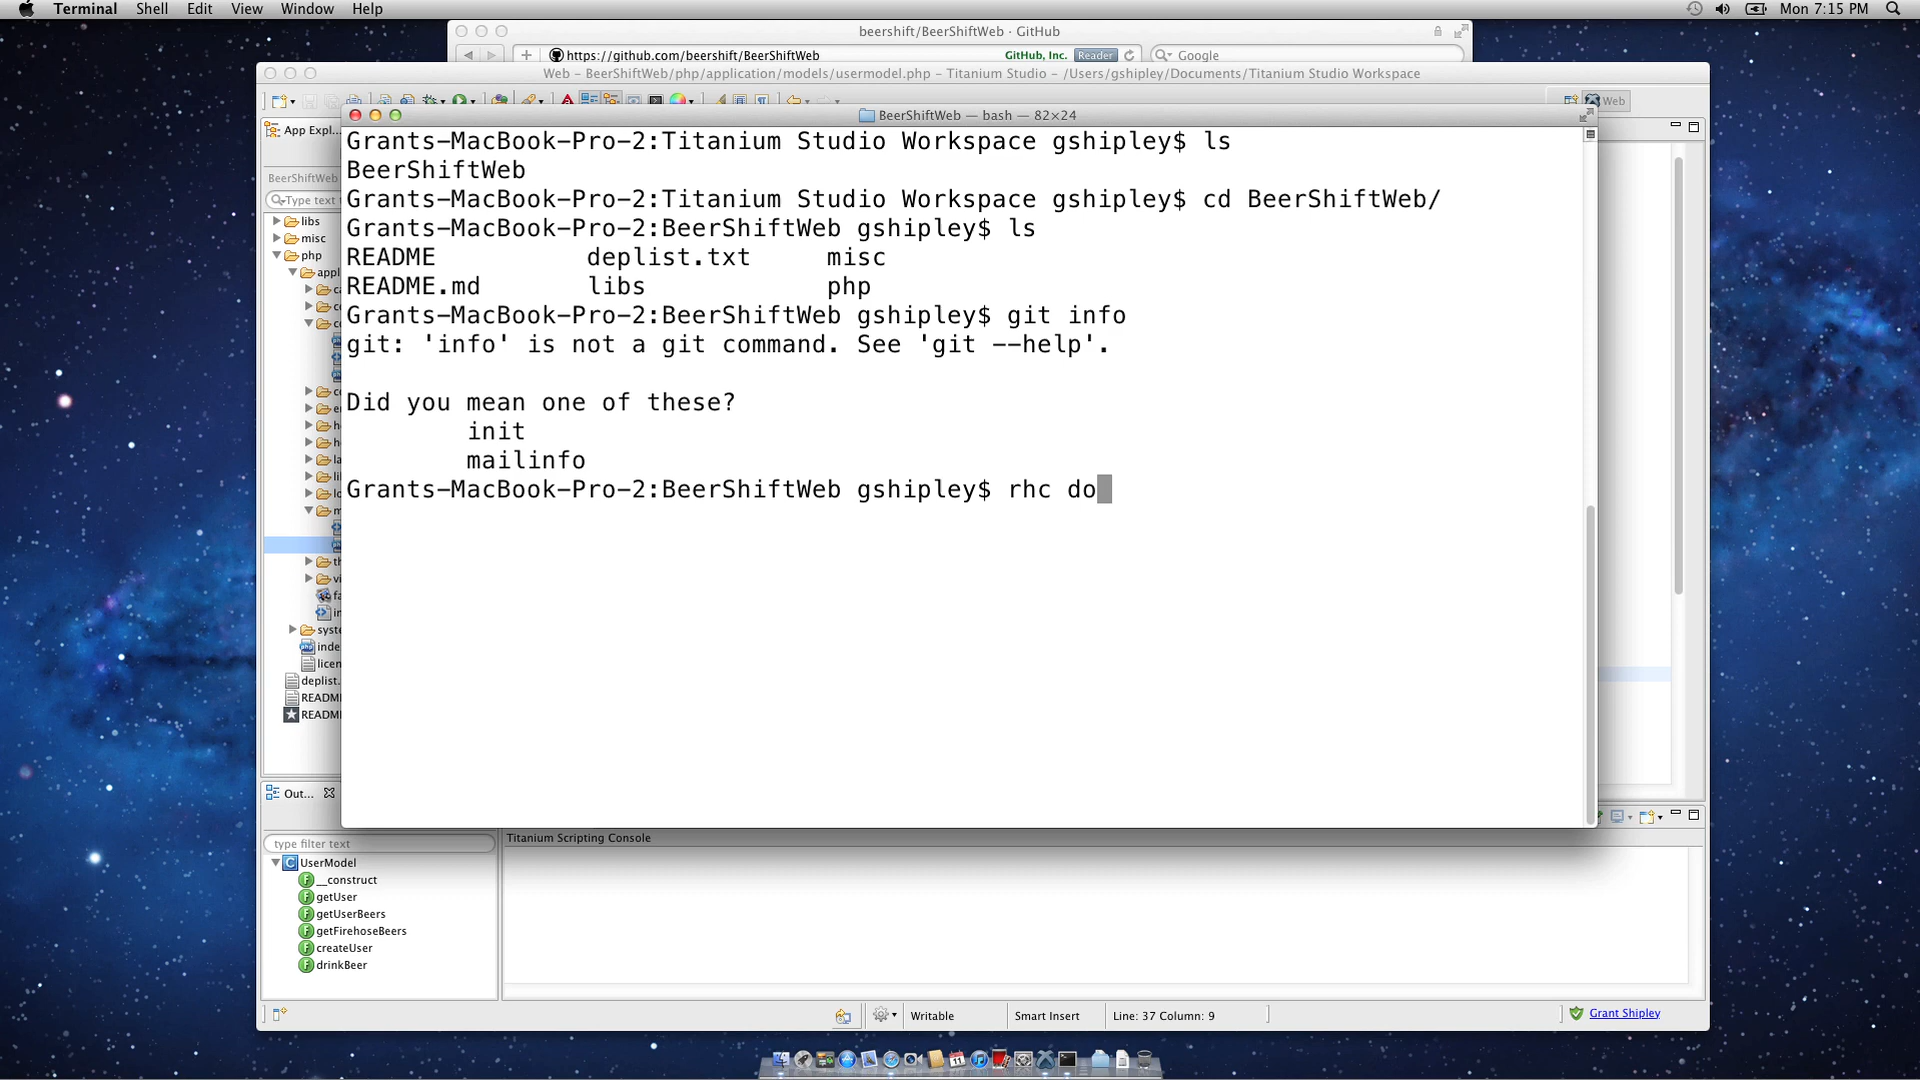 Terminal Shell Edit View Window Help Mon 7:15 PM
beershift/BeerShiftWeb · GitHub
https://github.com/beershift/BeerShiftWeb GitHub, Inc. Reader Google
Web – BeerShiftWeb/php/application/models/usermodel.php – Titanium Studio – /Users/gshipley/Documents/Titanium Studio Workspace
Web
BeerShiftWeb — bash — 82×24
App Expl...
BeerShiftWeb
Type text
libs
misc
php
appl
syste
index
licen
deplist.
README
README
Grants-MacBook-Pro-2:Titanium Studio Workspace gshipley$ ls
BeerShiftWeb
Grants-MacBook-Pro-2:Titanium Studio Workspace gshipley$ cd BeerShiftWeb/
Grants-MacBook-Pro-2:BeerShiftWeb gshipley$ ls
README deplist.txt misc
README.md libs php
Grants-MacBook-Pro-2:BeerShiftWeb gshipley$ git info
git: 'info' is not a git command. See 'git --help'.
Did you mean one of these?
init
mailinfo
Grants-MacBook-Pro-2:BeerShiftWeb gshipley$ rhc do
Out...
type filter text
UserModel
__construct
getUser
getUserBeers
getFirehoseBeers
createUser
drinkBeer
Titanium Scripting Console
Writable Smart Insert Line: 37 Column: 9 Grant Shipley